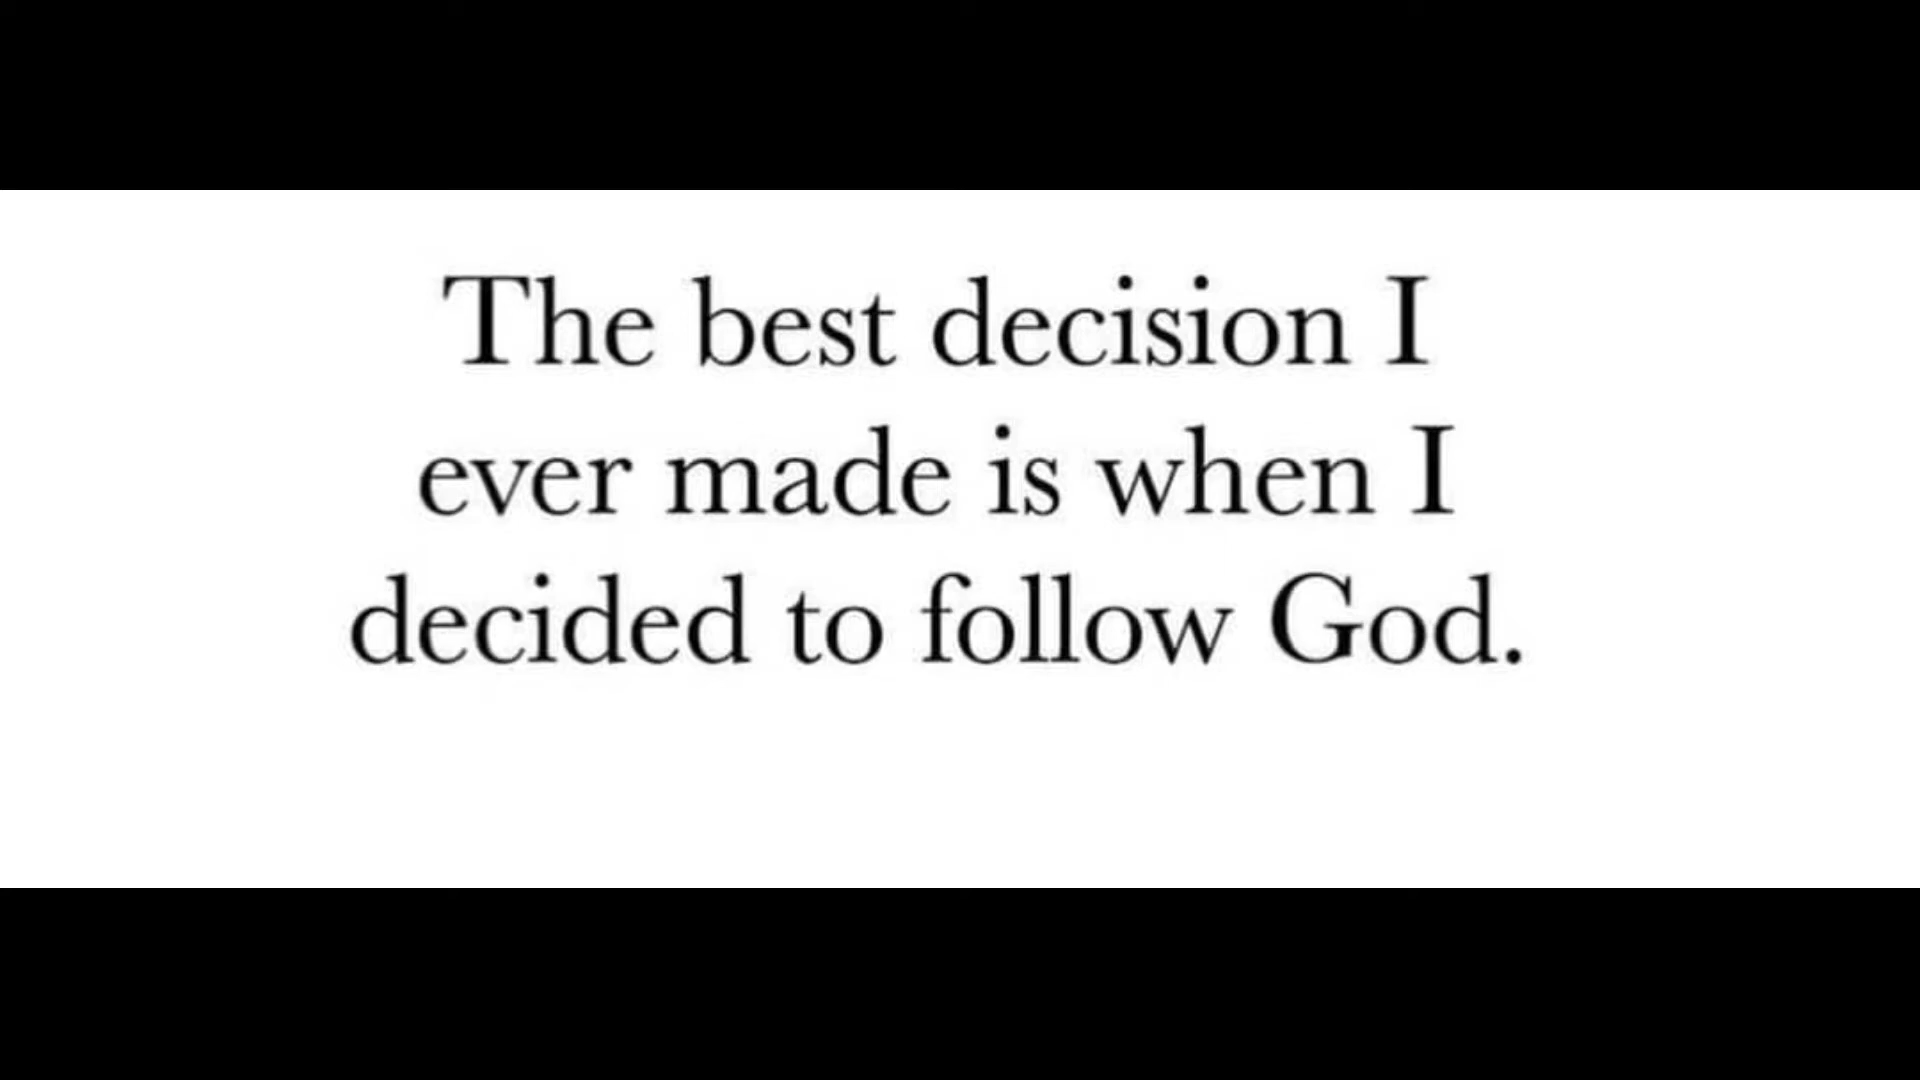 The best decision I
ever made is when I
decided to follow God.